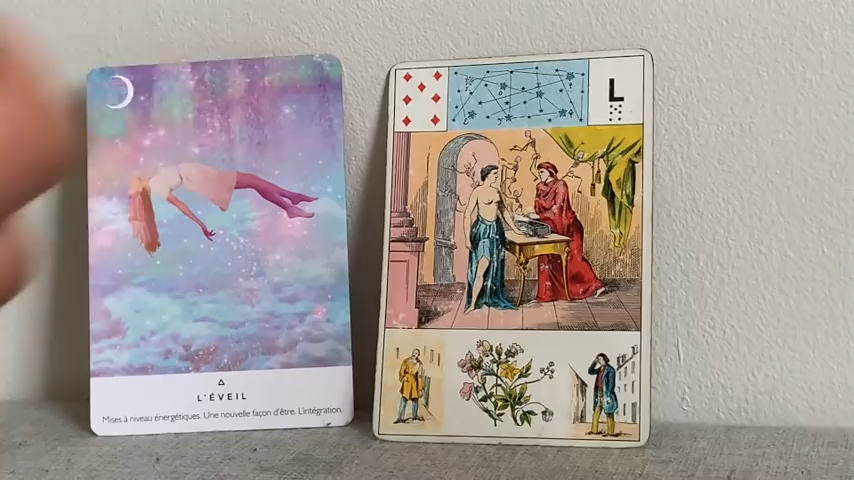 L'ÉVEIL
Mises à niveau énergétiques. Une nouvelle façon d'être. L'intégration.
L